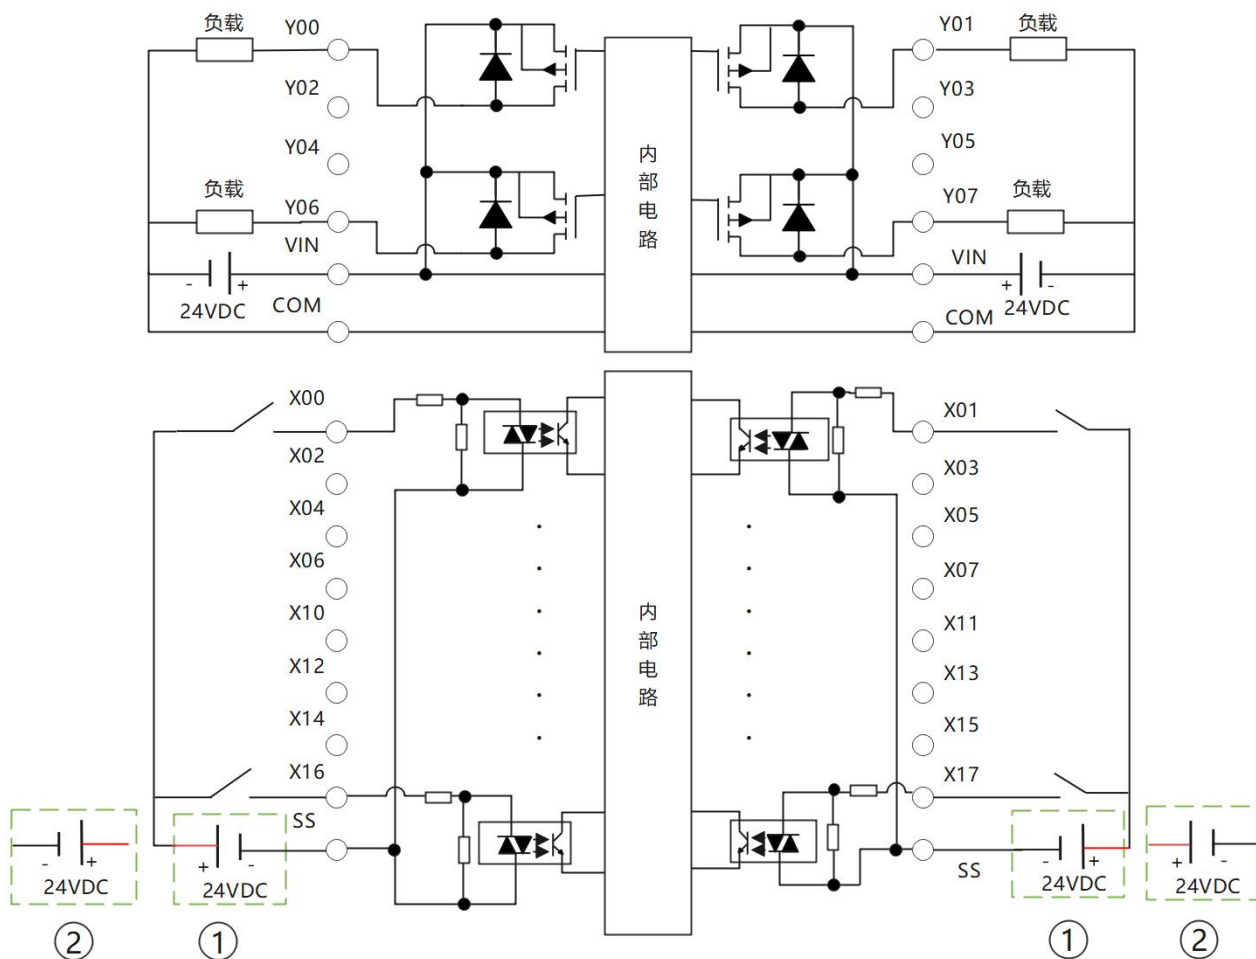 负载 Y00 Y01 负载
Y02 Y03
Y04 内部电路 Y05
负载 Y06 Y07 负载
VIN VIN
- + + -
24VDC COM COM 24VDC
X00 X01
X02 X03
X04 X05
X06 X07
X10 内部电路 X11
X12 X13
X14 X15
X16 X17
SS SS
- + + - - + + -
24VDC 24VDC 24VDC 24VDC
② ① ① ②